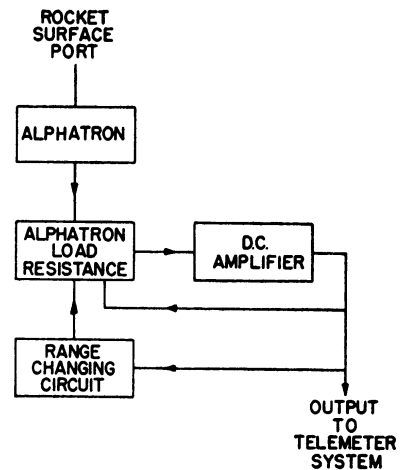 ROCKET
SURFACE
PORT
ALPHATRON
ALPHATRON
LOAD
RESISTANCE
D.C.
AMPLIFIER
RANGE
CHANGING
CIRCUIT
OUTPUT
TO
TELEMETER
SYSTEM